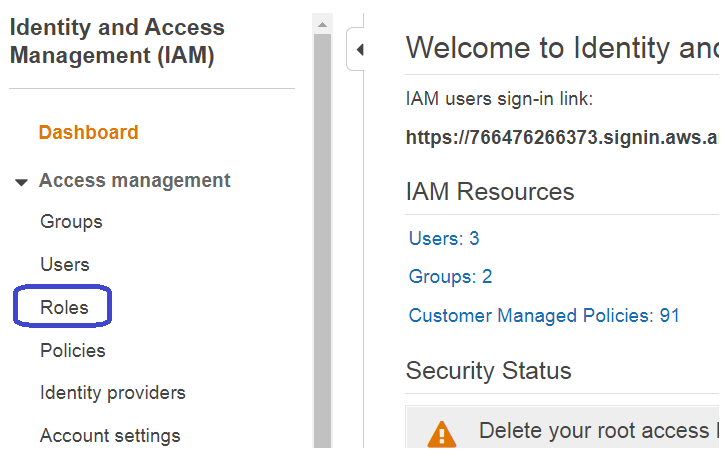 Identity and Access
Management (IAM)
Dashboard
Access management
Groups
Users
Roles
Policies
Identity providers
Account settings
Welcome to Identity and
IAM users sign-in link:
https://766476266373.signin.aws.a
IAM Resources
Users: 3
Groups: 2
Customer Managed Policies: 91
Security Status
Delete your root access